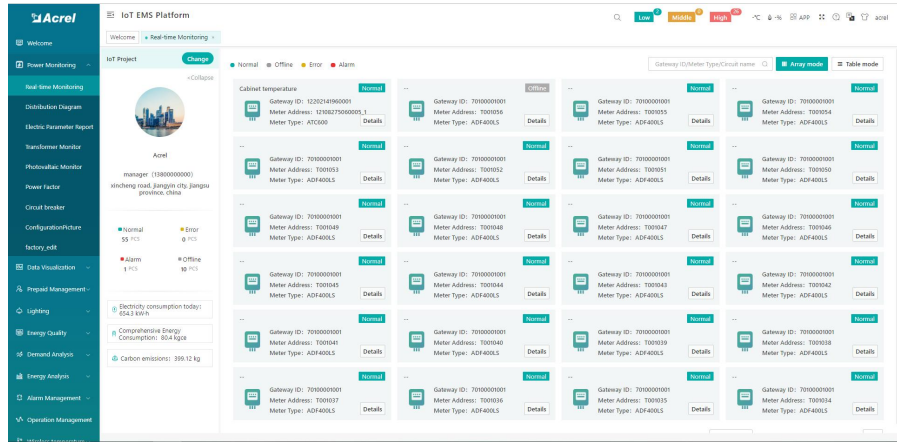 Acrel
IoT EMS Platform
Low
Middle
High
-℃
-%
APP
acrel
Welcome
Power Monitoring
Real-time Monitoring
Distribution Diagram
Electric Parameter Report
Transformer Monitor
Photovaltaic Monitor
Power Factor
Circuit breaker
ConfigurationPicture
factory_edit
Data Visualization
Prepaid Management
Lighting
Energy Quality
Demand Analysis
Energy Analysis
Alarm Management
Operation Management
Welcome
Real-time Monitoring ×
IoT Project
Change
«Collapse
Acrel
manager (13800000000)
xincheng road, jiangyin city, jiangsu
province, china
Normal
55 PCS
Error
0 PCS
Alarm
1 PCS
Offline
10 PCS
Electricity consumption today:
654.3 kW·h
Comprehensive Energy
Consumption: 80.4 kgce
Carbon emissions: 399.12 kg
Normal
Offline
Error
Alarm
Gateway ID/Meter Type/Circuit name
Array mode
Table mode
Cabinet temperature
Normal
Gateway ID: 12202141960001
Meter Address: 12108275060005_1
Meter Type: ATC600
Details
--
Offline
Gateway ID: 70100001001
Meter Address: T001056
Meter Type: ADF400LS
Details
--
Normal
Gateway ID: 70100001001
Meter Address: T001055
Meter Type: ADF400LS
Details
--
Normal
Gateway ID: 70100001001
Meter Address: T001054
Meter Type: ADF400LS
Details
--
Normal
Gateway ID: 70100001001
Meter Address: T001053
Meter Type: ADF400LS
Details
--
Normal
Gateway ID: 70100001001
Meter Address: T001052
Meter Type: ADF400LS
Details
--
Normal
Gateway ID: 70100001001
Meter Address: T001051
Meter Type: ADF400LS
Details
--
Normal
Gateway ID: 70100001001
Meter Address: T001050
Meter Type: ADF400LS
Details
--
Normal
Gateway ID: 70100001001
Meter Address: T001049
Meter Type: ADF400LS
Details
--
Normal
Gateway ID: 70100001001
Meter Address: T001048
Meter Type: ADF400LS
Details
--
Normal
Gateway ID: 70100001001
Meter Address: T001047
Meter Type: ADF400LS
Details
--
Normal
Gateway ID: 70100001001
Meter Address: T001046
Meter Type: ADF400LS
Details
--
Normal
Gateway ID: 70100001001
Meter Address: T001045
Meter Type: ADF400LS
Details
--
Normal
Gateway ID: 70100001001
Meter Address: T001044
Meter Type: ADF400LS
Details
--
Normal
Gateway ID: 70100001001
Meter Address: T001043
Meter Type: ADF400LS
Details
--
Normal
Gateway ID: 70100001001
Meter Address: T001042
Meter Type: ADF400LS
Details
--
Normal
Gateway ID: 70100001001
Meter Address: T001041
Meter Type: ADF400LS
Details
--
Normal
Gateway ID: 70100001001
Meter Address: T001040
Meter Type: ADF400LS
Details
--
Normal
Gateway ID: 70100001001
Meter Address: T001039
Meter Type: ADF400LS
Details
--
Normal
Gateway ID: 70100001001
Meter Address: T001038
Meter Type: ADF400LS
Details
--
Normal
Gateway ID: 70100001001
Meter Address: T001037
Meter Type: ADF400LS
Details
--
Normal
Gateway ID: 70100001001
Meter Address: T001036
Meter Type: ADF400LS
Details
--
Normal
Gateway ID: 70100001001
Meter Address: T001035
Meter Type: ADF400LS
Details
--
Normal
Gateway ID: 70100001001
Meter Address: T001034
Meter Type: ADF400LS
Details